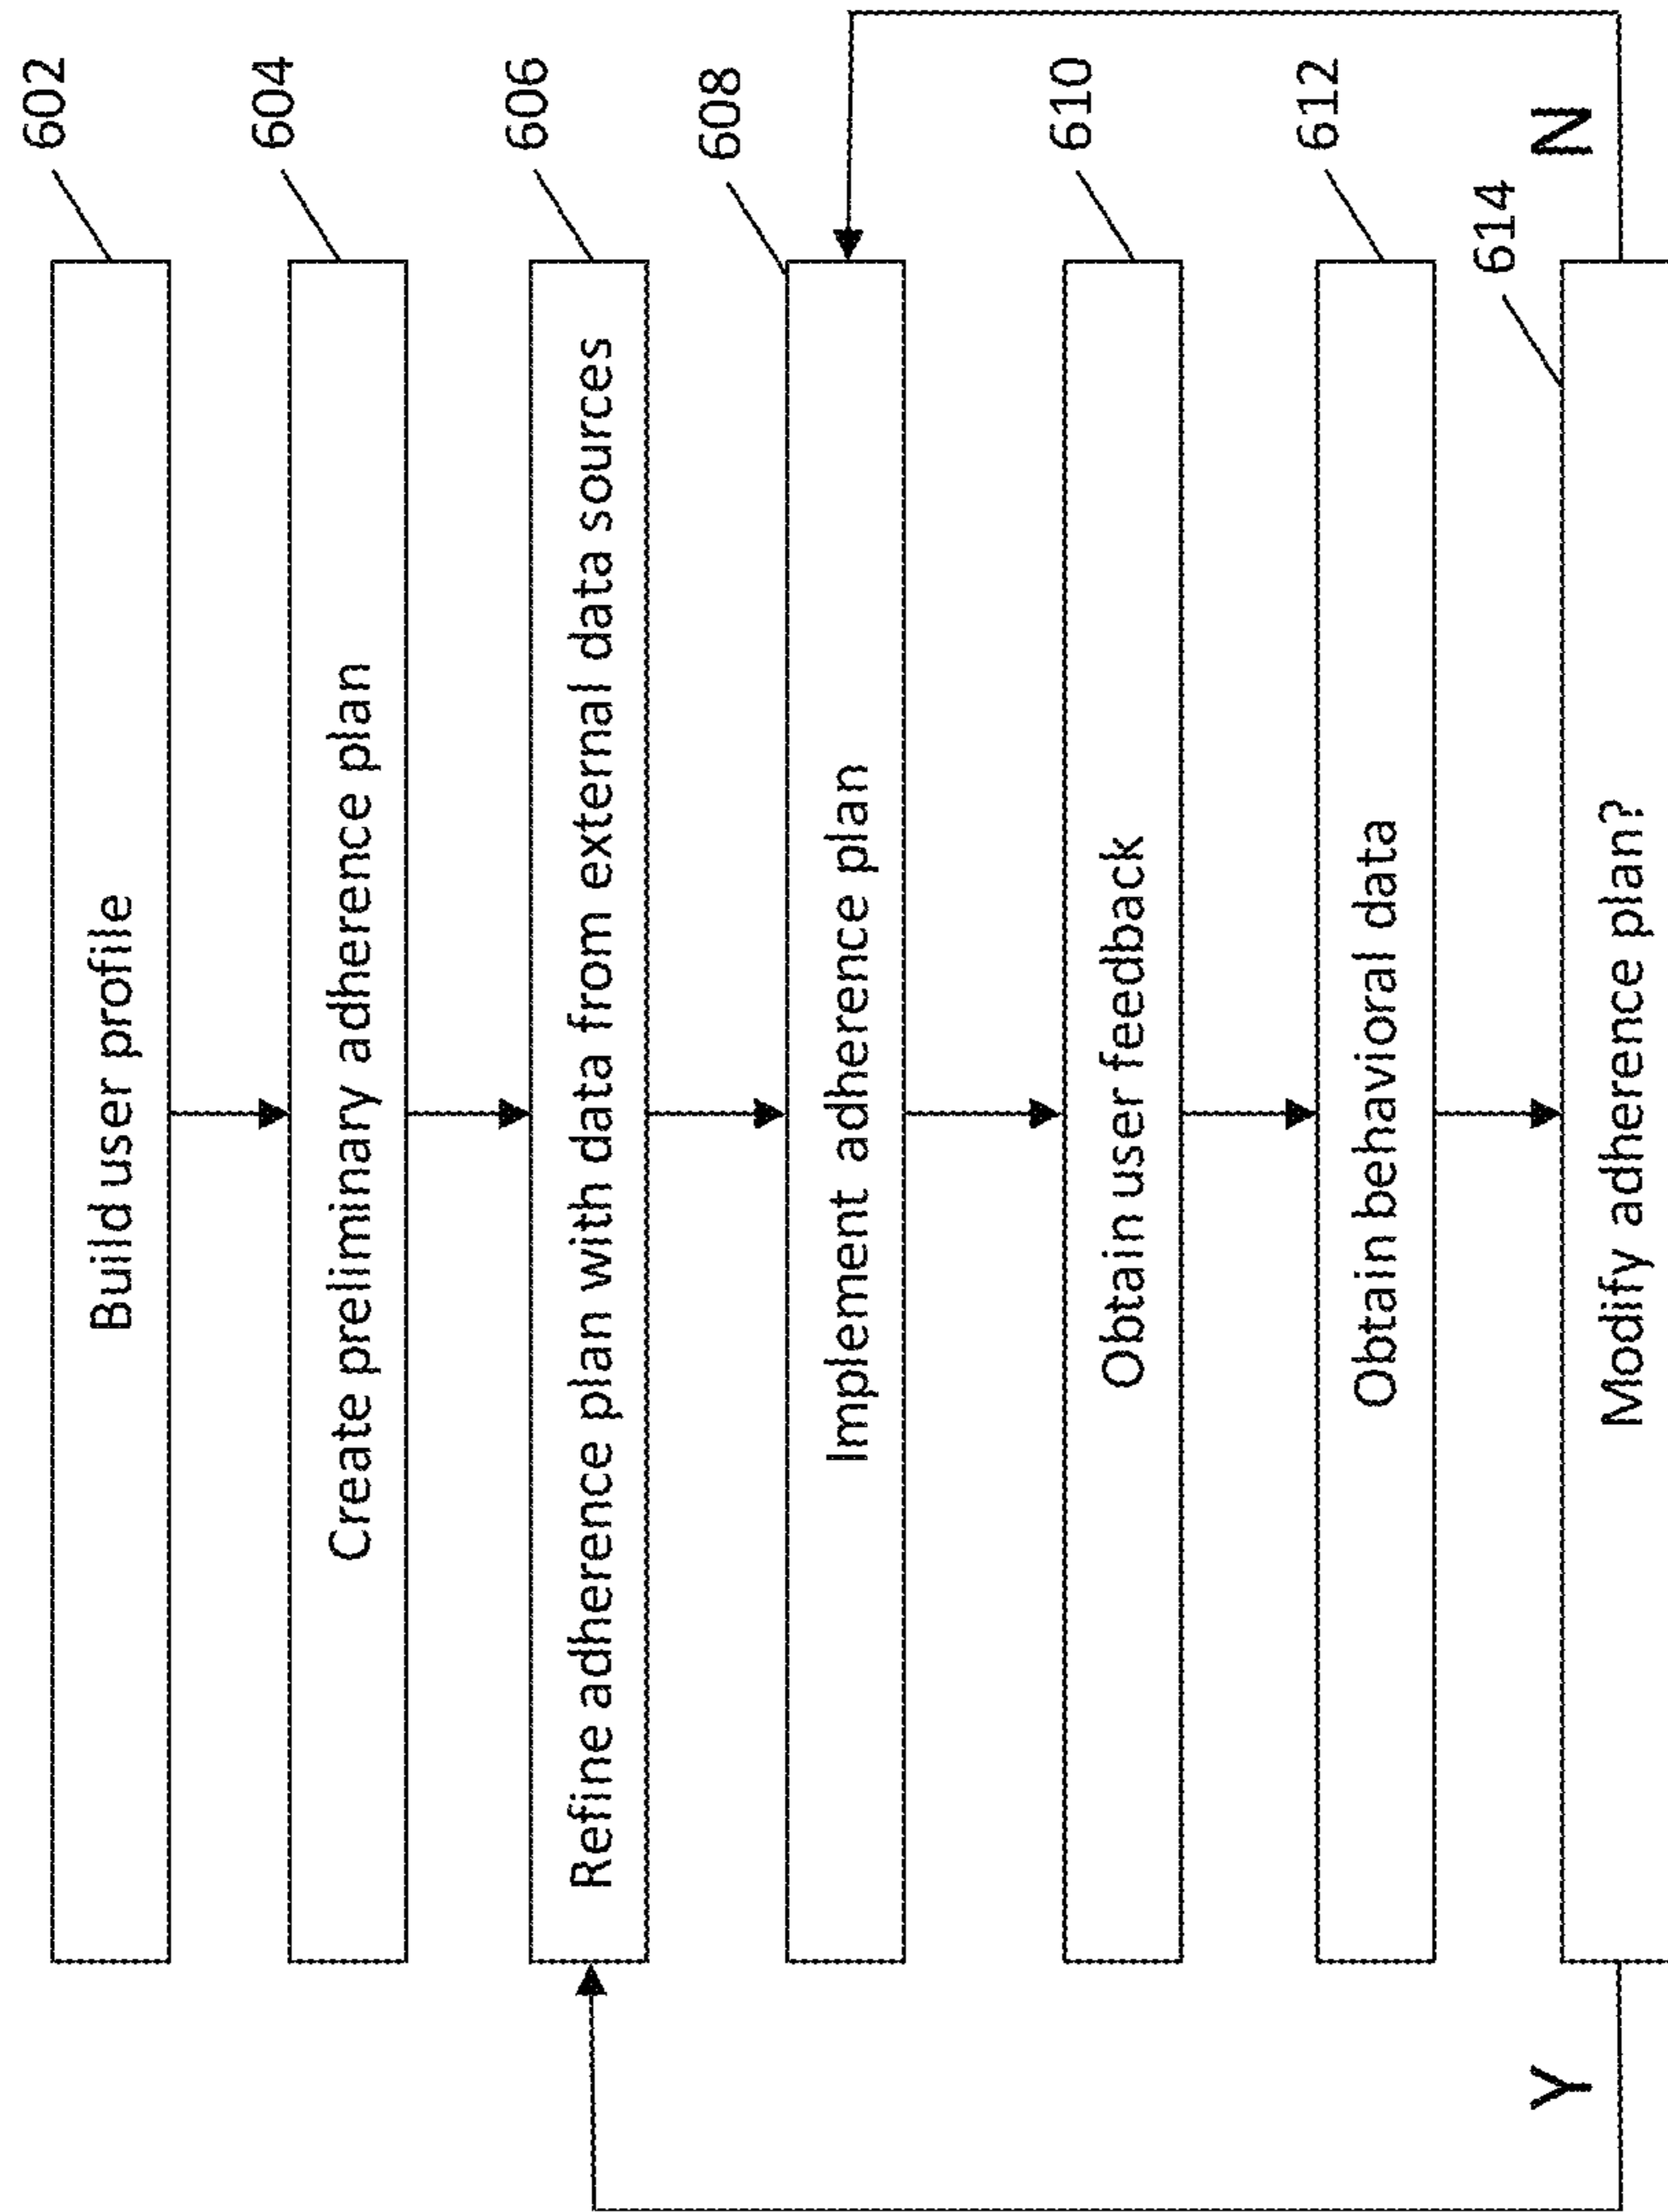 Build user profile
602
Create preliminary adherence plan
604
Refine adherence plan with data from external data sources
606
Implement adherence plan
608
Obtain user feedback
610
Obtain behavioral data
612
Modify adherence plan?
614
Y
N